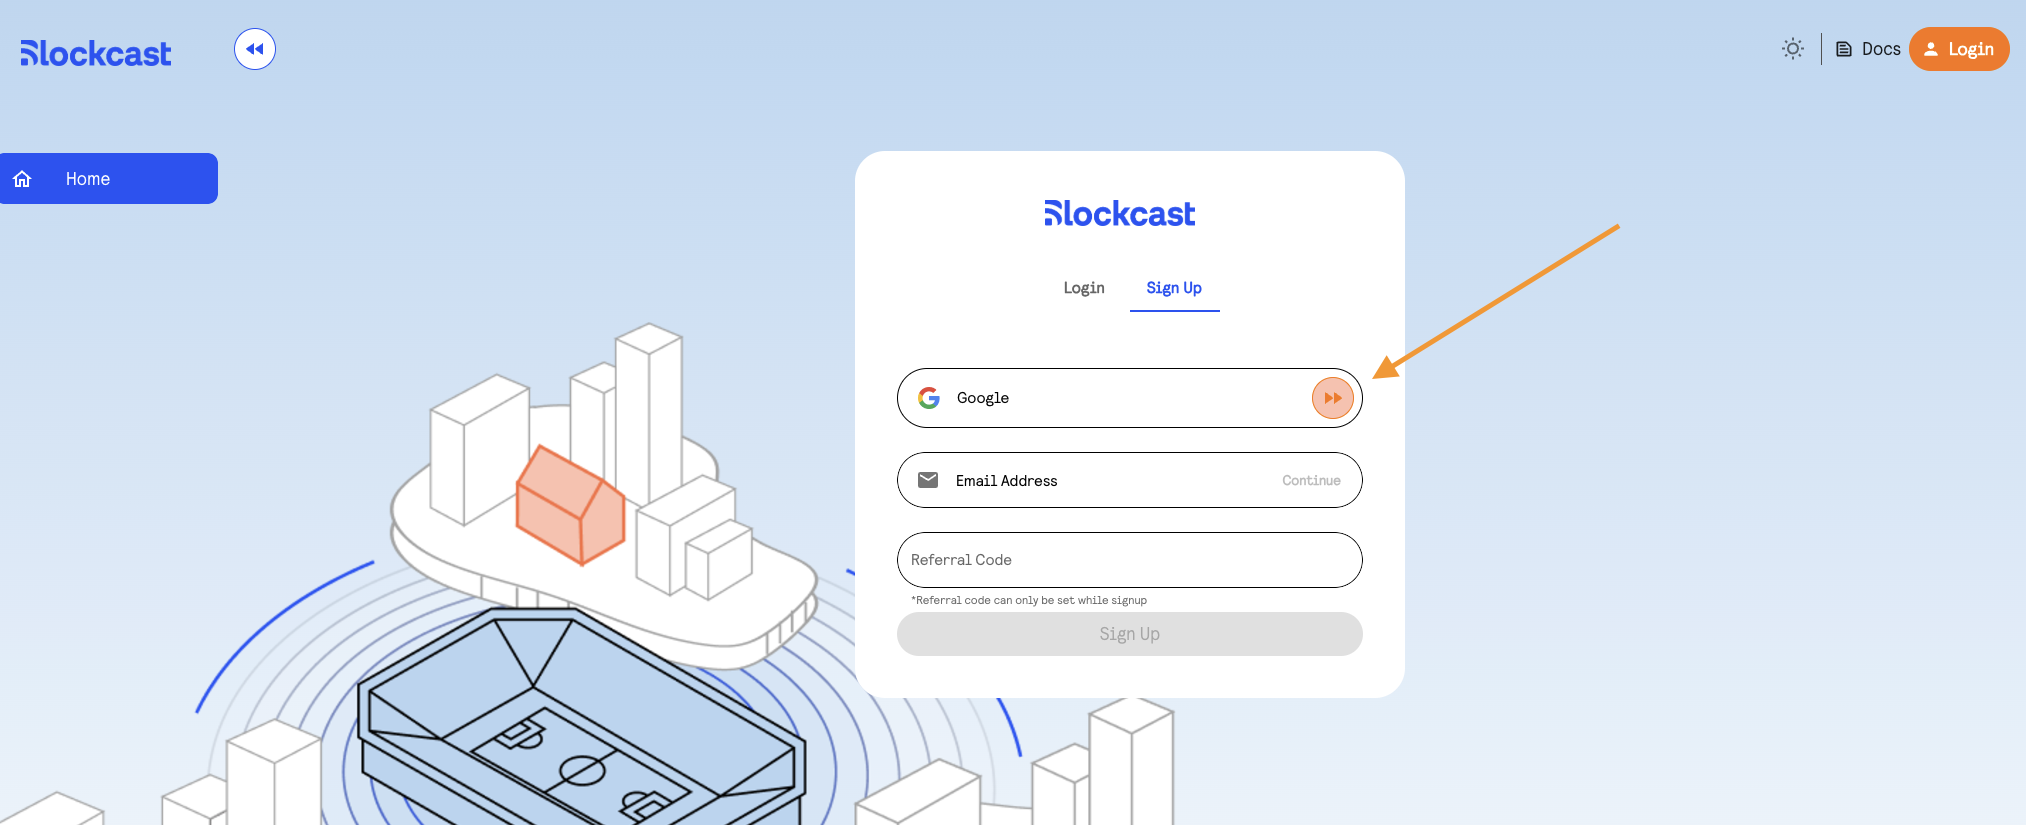 Blockcast
Docs
Login
Home
Blockcast
Login
Sign Up
Google
Email Address
Continue
Referral Code
*Referral code can only be set while signup
Sign Up